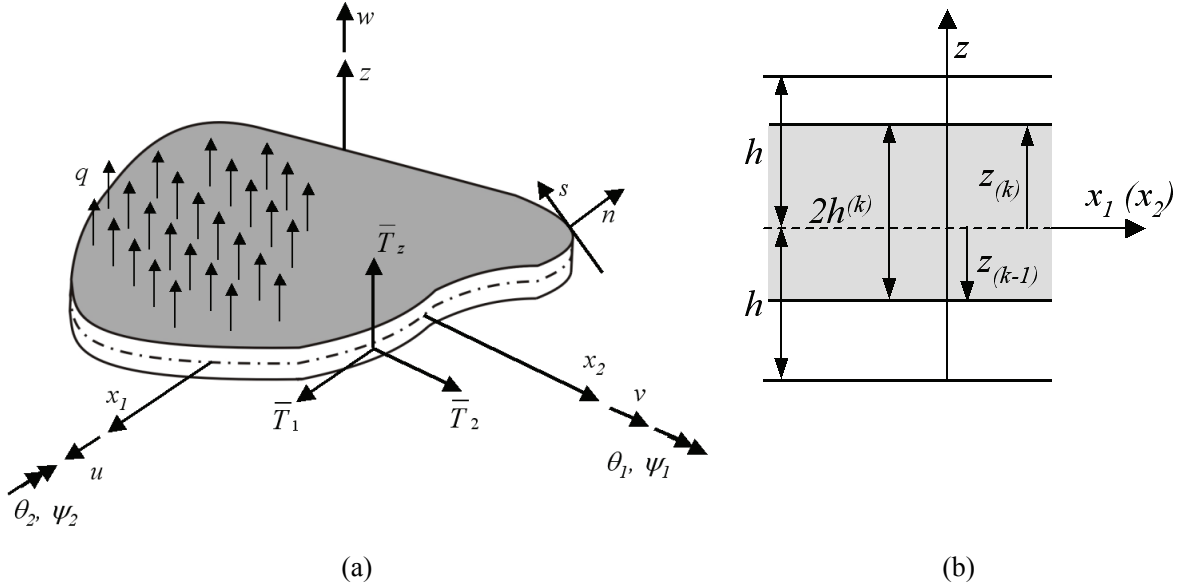 w
z
q
s
n
T̅z
x2
v
x1
T̅1
T̅2
u
θ1, ψ1
θ2, ψ2
(a)
z
h
z(k)
2h(k)
x1 (x2)
z(k-1)
h
(b)